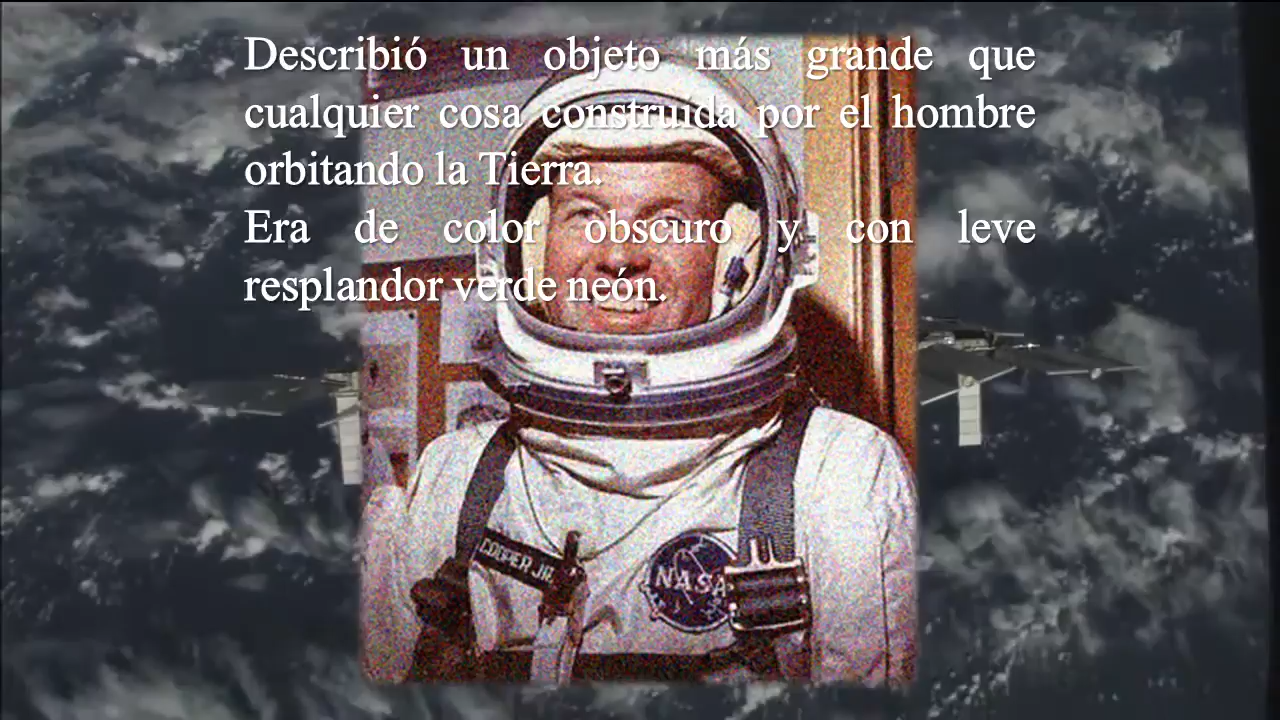 Describió un objeto más grande que
cualquier cosa construida por el hombre
orbitando la Tierra.
Era de color obscuro y con leve
resplandor verde neón.
COOPER JR.
NASA